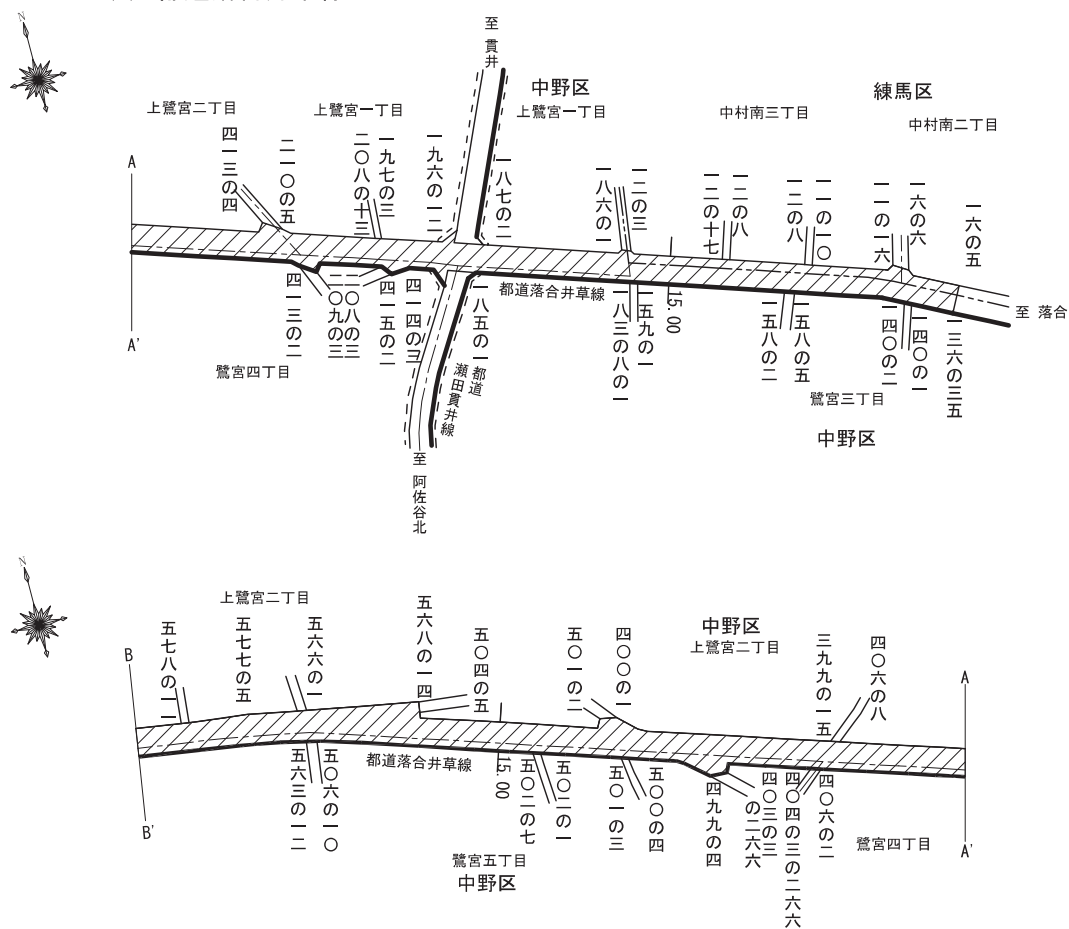 N
至 貫井
中野区
練馬区
上鷺宮二丁目
上鷺宮一丁目
上鷺宮一丁目
中村南三丁目
中村南二丁目
四一三の四
二一〇の五
二〇八の十三
一九七の三
一九六の一二
一八七の二
一八六の一
一二の三
一二の十七
一二の八
一二の八
一一の一〇
一一の一六
一六の六
一六の五
A
A'
都道落合井草線
15.00
至 落合
四一三の二
二〇九の三
二〇八の三
四一五の二
四一四の三
一八五の一
都道
瀬田貫井線
一八三の八の一
一五九の一
一五八の二
一五八の五
一四〇の二
一四〇の一
一三六の三五
鷺宮四丁目
鷺宮三丁目
中野区
至 阿佐谷北
N
上鷺宮二丁目
中野区
上鷺宮二丁目
B
B'
五七八の一一
五七七の五
五六六の一
五六八の一四
五〇四の五
五〇一の二
四〇〇の一
三九九の一五
四〇六の八
A
A'
都道落合井草線
15.00
五六三の一二
五〇六の一〇
五〇二の七
五〇二の一
五〇一の三
五〇〇の四
四九九の四
四〇三の三
の二六六
四〇四の三の二六六
四〇六の二
鷺宮五丁目
中野区
鷺宮四丁目